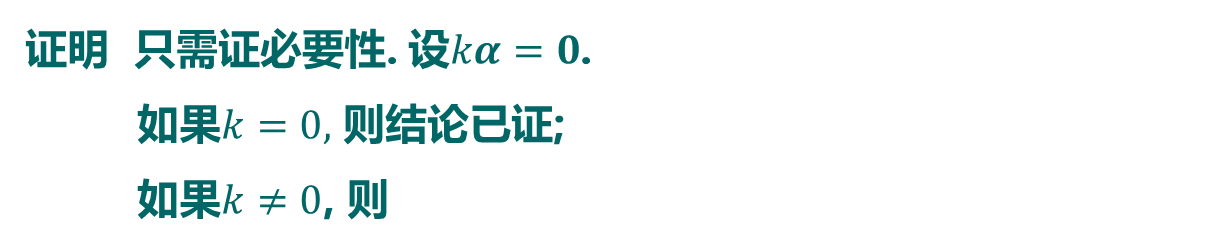 证明 只需证必要性. 设kα = 0.
如果k = 0, 则结论已证;
如果k ≠ 0, 则